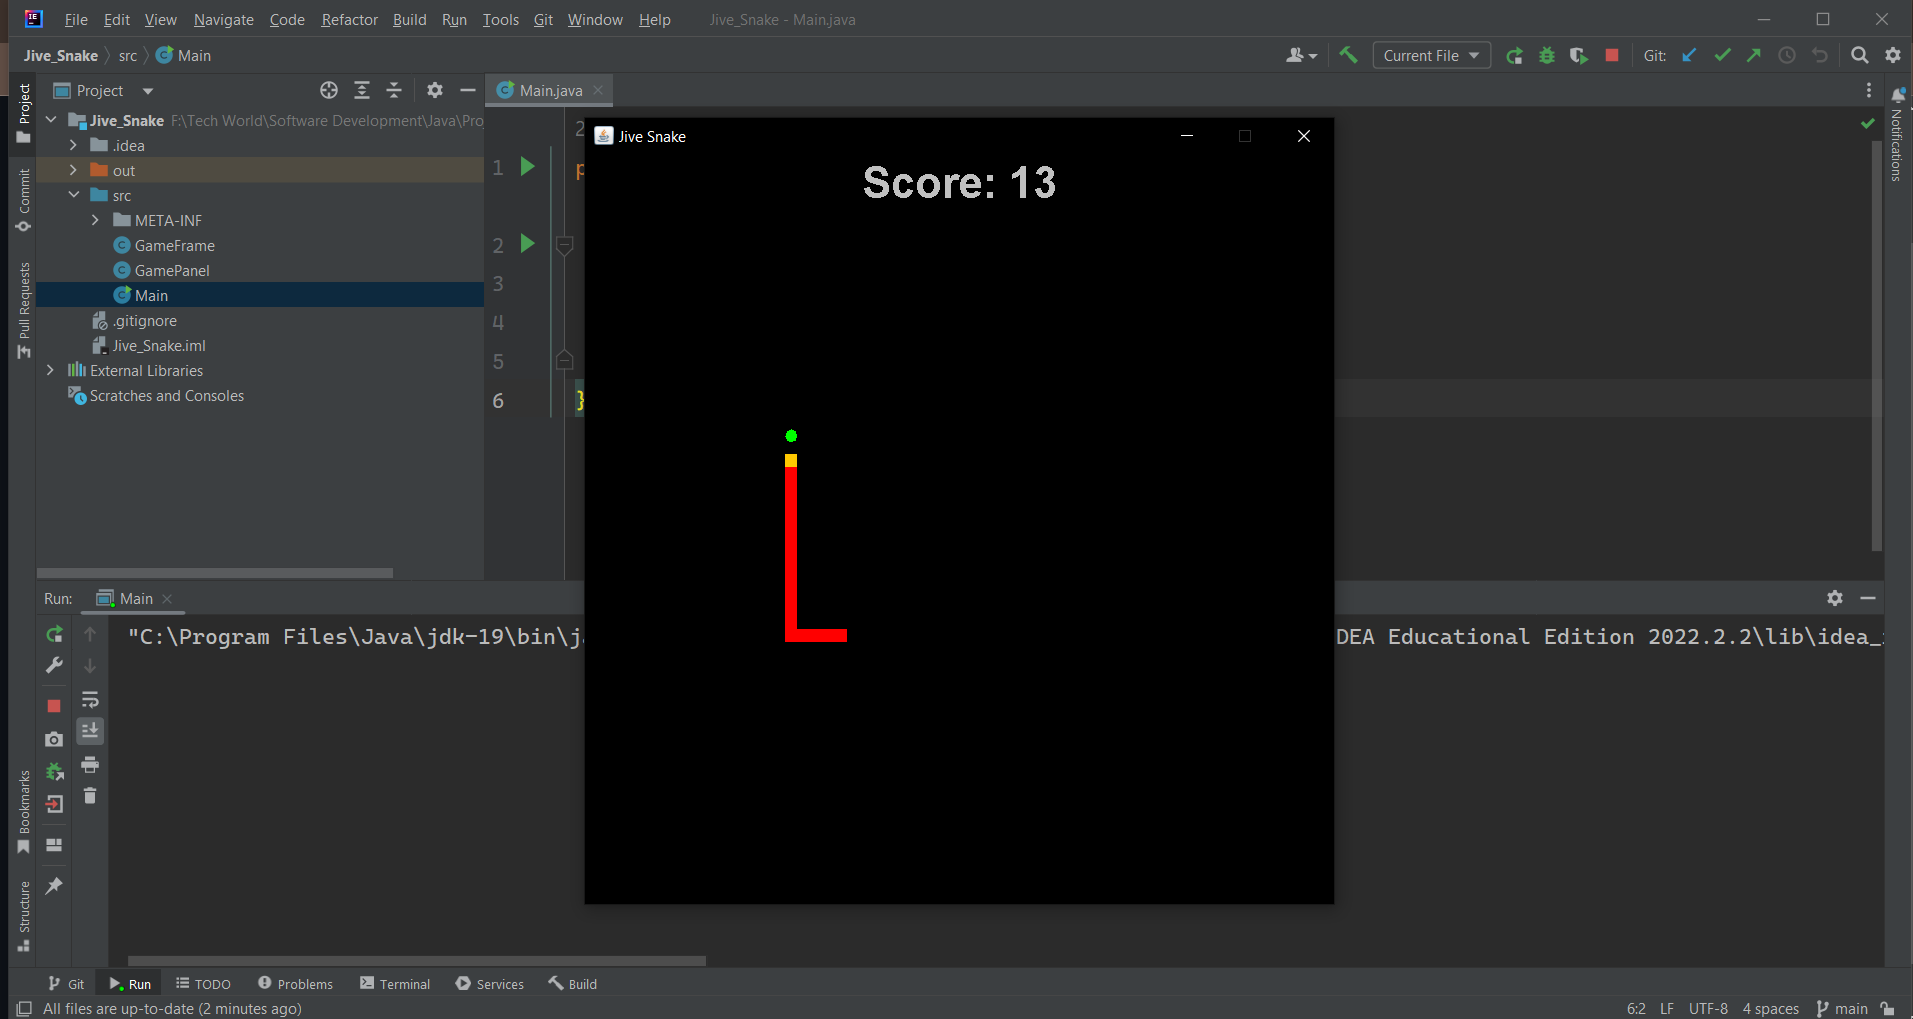 File Edit View Navigate Code Refactor Build Run Tools Git Window Help Jive_Snake - Main.java
Jive_Snake src Main Current File Git:
Project
Project
Main.java
Jive_Snake F:\Tech World\Software Development\Java\Pro
.idea
out
src
META-INF
GameFrame
GamePanel
Main
.gitignore
Jive_Snake.iml
External Libraries
Scratches and Consoles
Commit
Pull Requests
Bookmarks
Structure
Notifications
1 p
2
3
4
5
6 }
Jive Snake
Score: 13
Run: Main
"C:\Program Files\Java\jdk-19\bin\j DEA Educational Edition 2022.2.2\lib\idea_
Git Run TODO Problems Terminal Services Build
All files are up-to-date (2 minutes ago) 6:2 LF UTF-8 4 spaces main